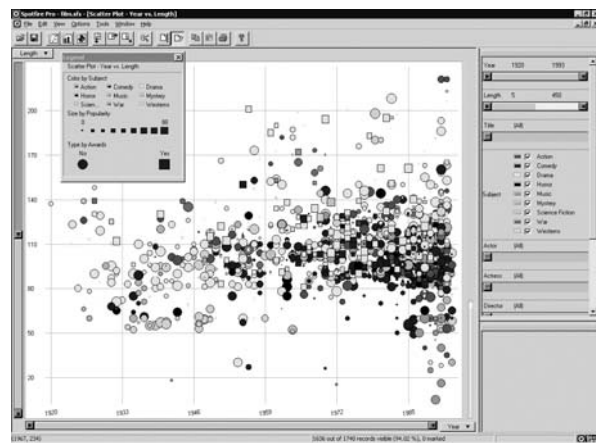 Spotfire Pro - film.sfs - [Scatter Plot - Year vs. Length]
File Edit View Options Tools Window Help
Length
Legend
Scatter Plot - Year vs. Length
Color by Subject
Action Comedy Drama
Horror Music Mystery
Scien... War Westerns
Size by Popularity
0 88
Type by Awards
No Yes
200
170
140
110
80
50
20
1920 1933 1946 1959 1972 1985
Year
Year 1920 1993
Length 5 450
Title (All)
Subject
Action
Comedy
Drama
Horror
Music
Mystery
Science Fiction
War
Westerns
Actor (All)
Actress (All)
Director (All)
(1967, 234)
1636 out of 1740 records visible (94.02 %), 0 marked